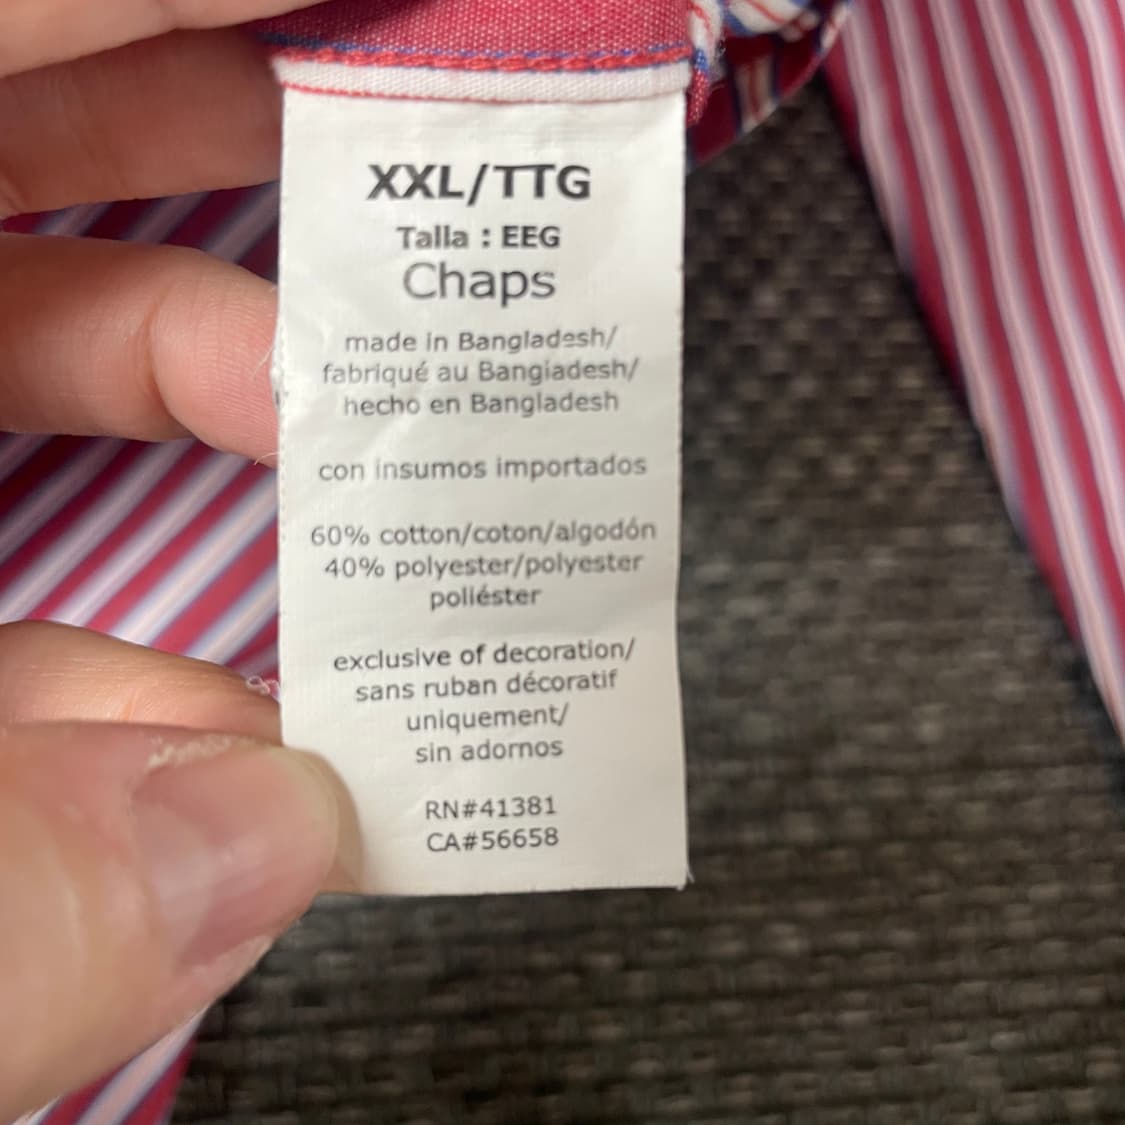 XXL/TTG
Talla : EEG
Chaps
made in Bangladesh/
fabriqué au Bangladesh/
hecho en Bangladesh
con insumos importados
60% cotton/coton/algodón
40% polyester/polyester
poliéster
exclusive of decoration/
sans ruban décoratif
uniquement/
sin adornos
RN#41381
CA#56658